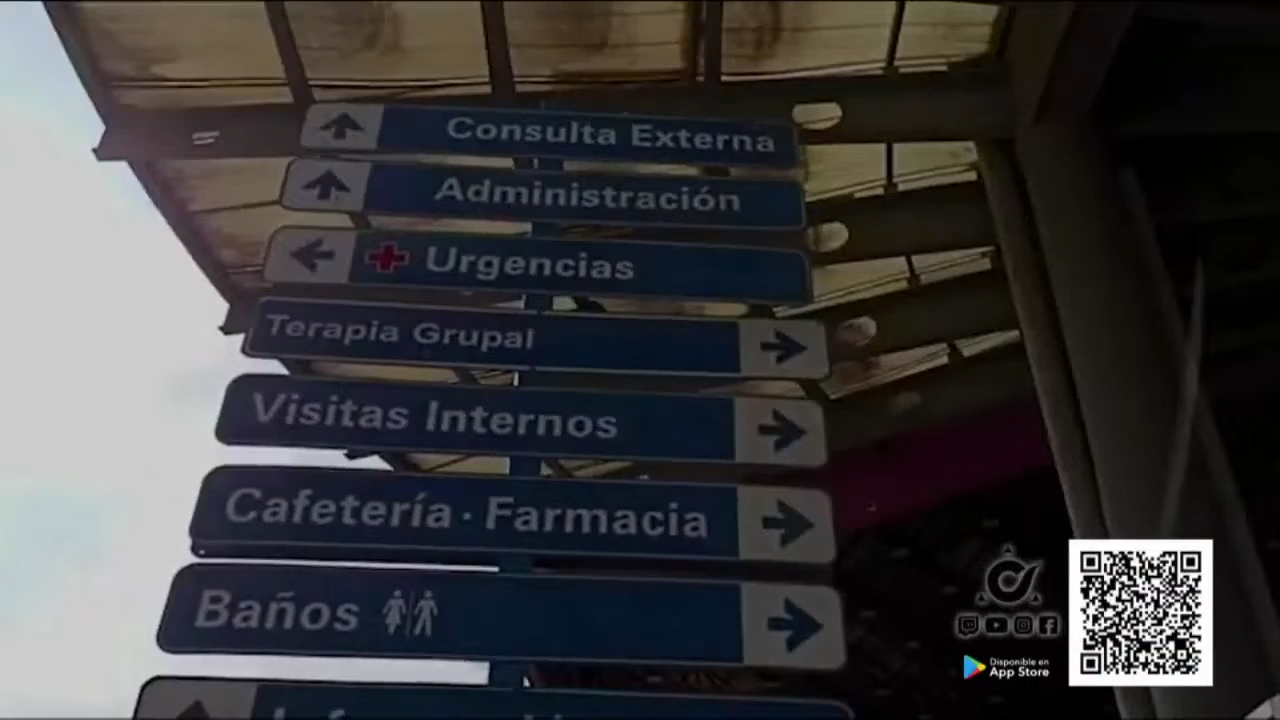 Consulta Externa
Administración
Urgencias
Terapia Grupal
Visitas Internos
Cafetería · Farmacia
Baños
Disponible en
App Store